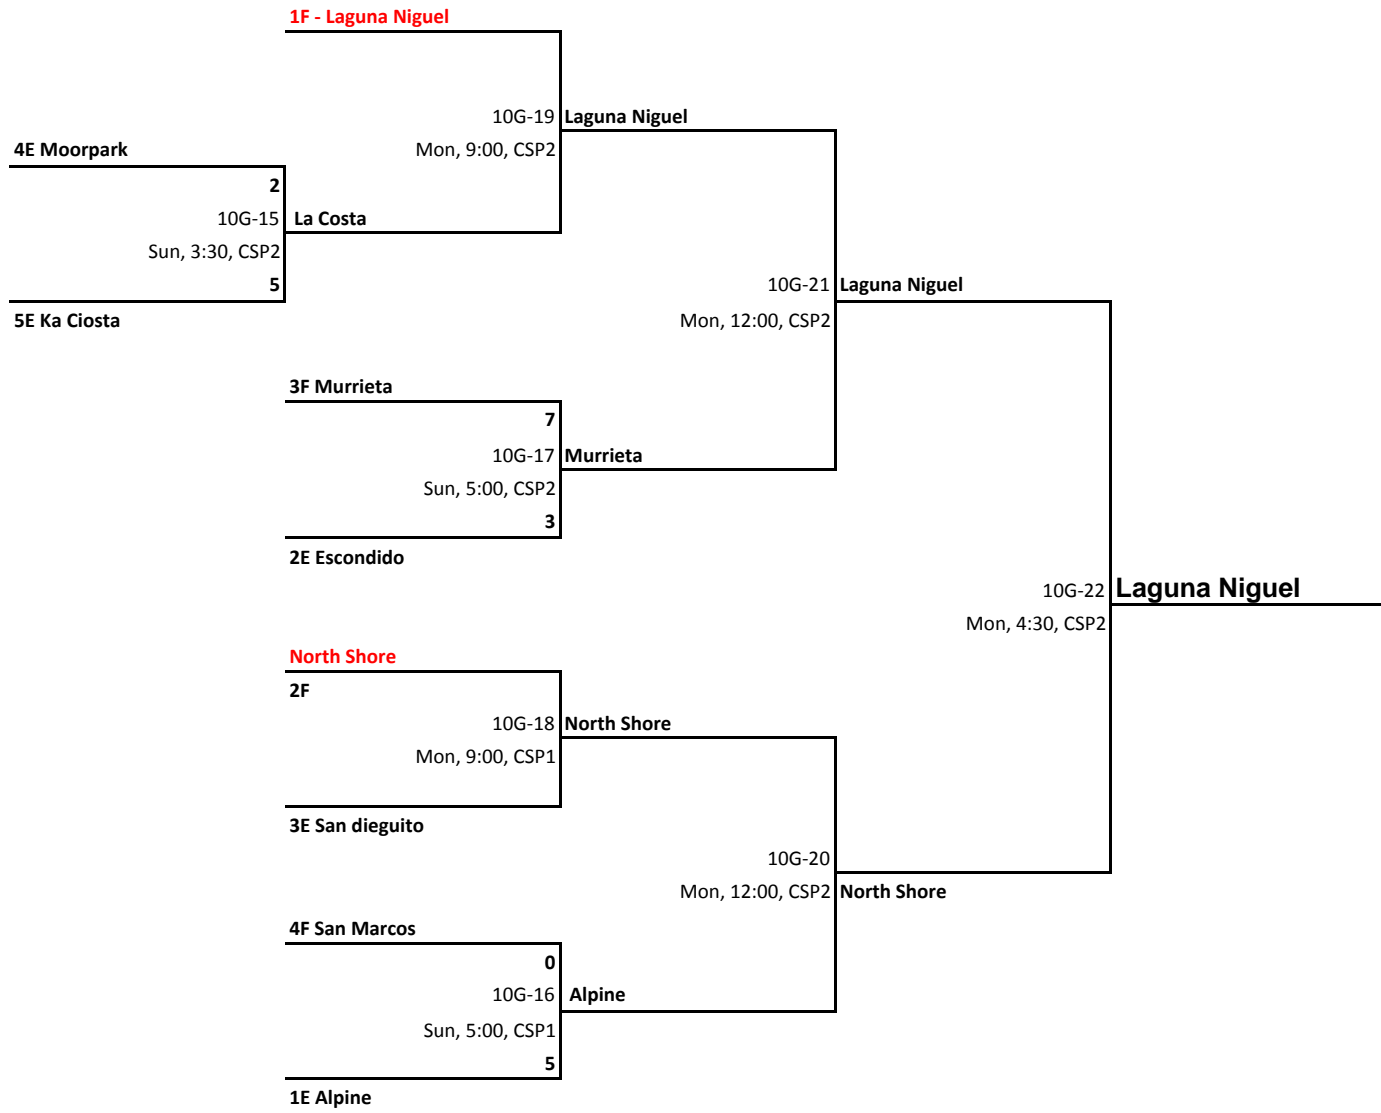 1F - Laguna Niguel
10G-19 Laguna Niguel
Mon, 9:00, CSP2
4E Moorpark
2
10G-15 La Costa
Sun, 3:30, CSP2
5
5E Ka Ciosta
10G-21 Laguna Niguel
Mon, 12:00, CSP2
3F Murrieta
7
10G-17 Murrieta
Sun, 5:00, CSP2
3
2E Escondido
10G-22 Laguna Niguel
Mon, 4:30, CSP2
North Shore
2F
10G-18 North Shore
Mon, 9:00, CSP1
3E San dieguito
10G-20
Mon, 12:00, CSP2 North Shore
4F San Marcos
0
10G-16 Alpine
Sun, 5:00, CSP1
5
1E Alpine